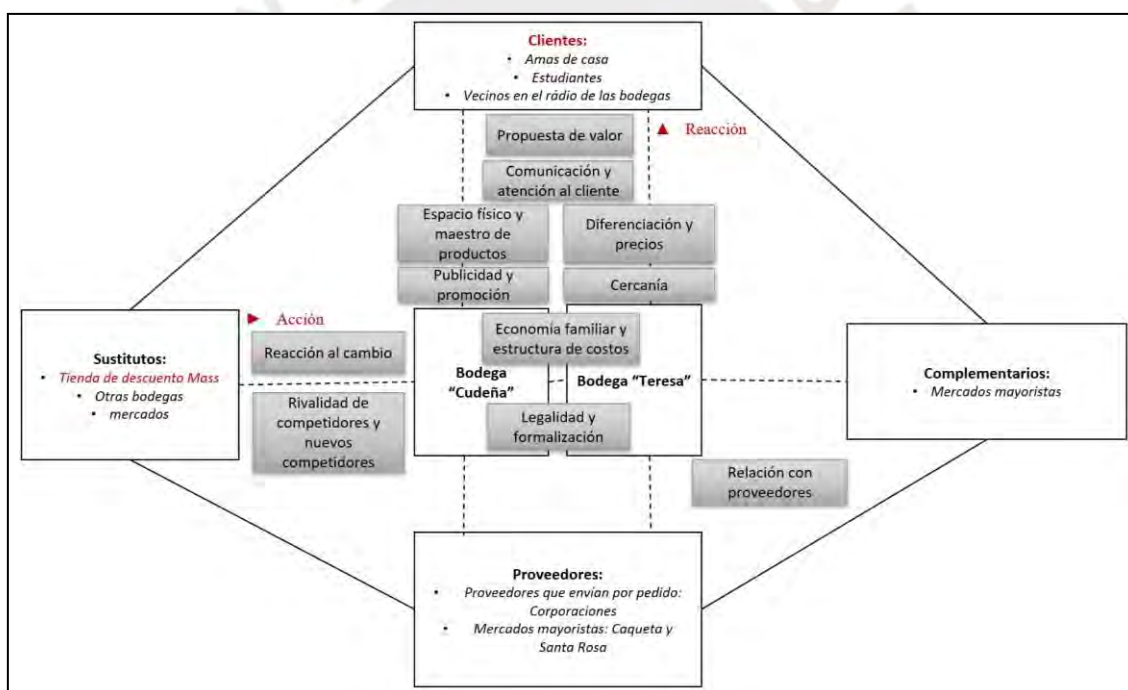 Clientes:
• Amas de casa
• Estudiantes
• Vecinos en el rádio de las bodegas
Propuesta de valor
▲ Reacción
Comunicación y
atención al cliente
Espacio físico y
maestro de
productos
Diferenciación y
precios
Publicidad y
promoción
Cercanía
► Acción
Reacción al cambio
Sustitutos:
• Tienda de descuento Mass
• Otras bodegas
• mercados
Rivalidad de
competidores y
nuevos
competidores
Economía familiar y
estructura de costos
Bodega
"Cudeña"
Bodega "Teresa"
Legalidad y
formalización
Complementarios:
• Mercados mayoristas
Relación con
proveedores
Proveedores:
• Proveedores que envían por pedido:
Corporaciones
• Mercados mayoristas: Caqueta y
Santa Rosa